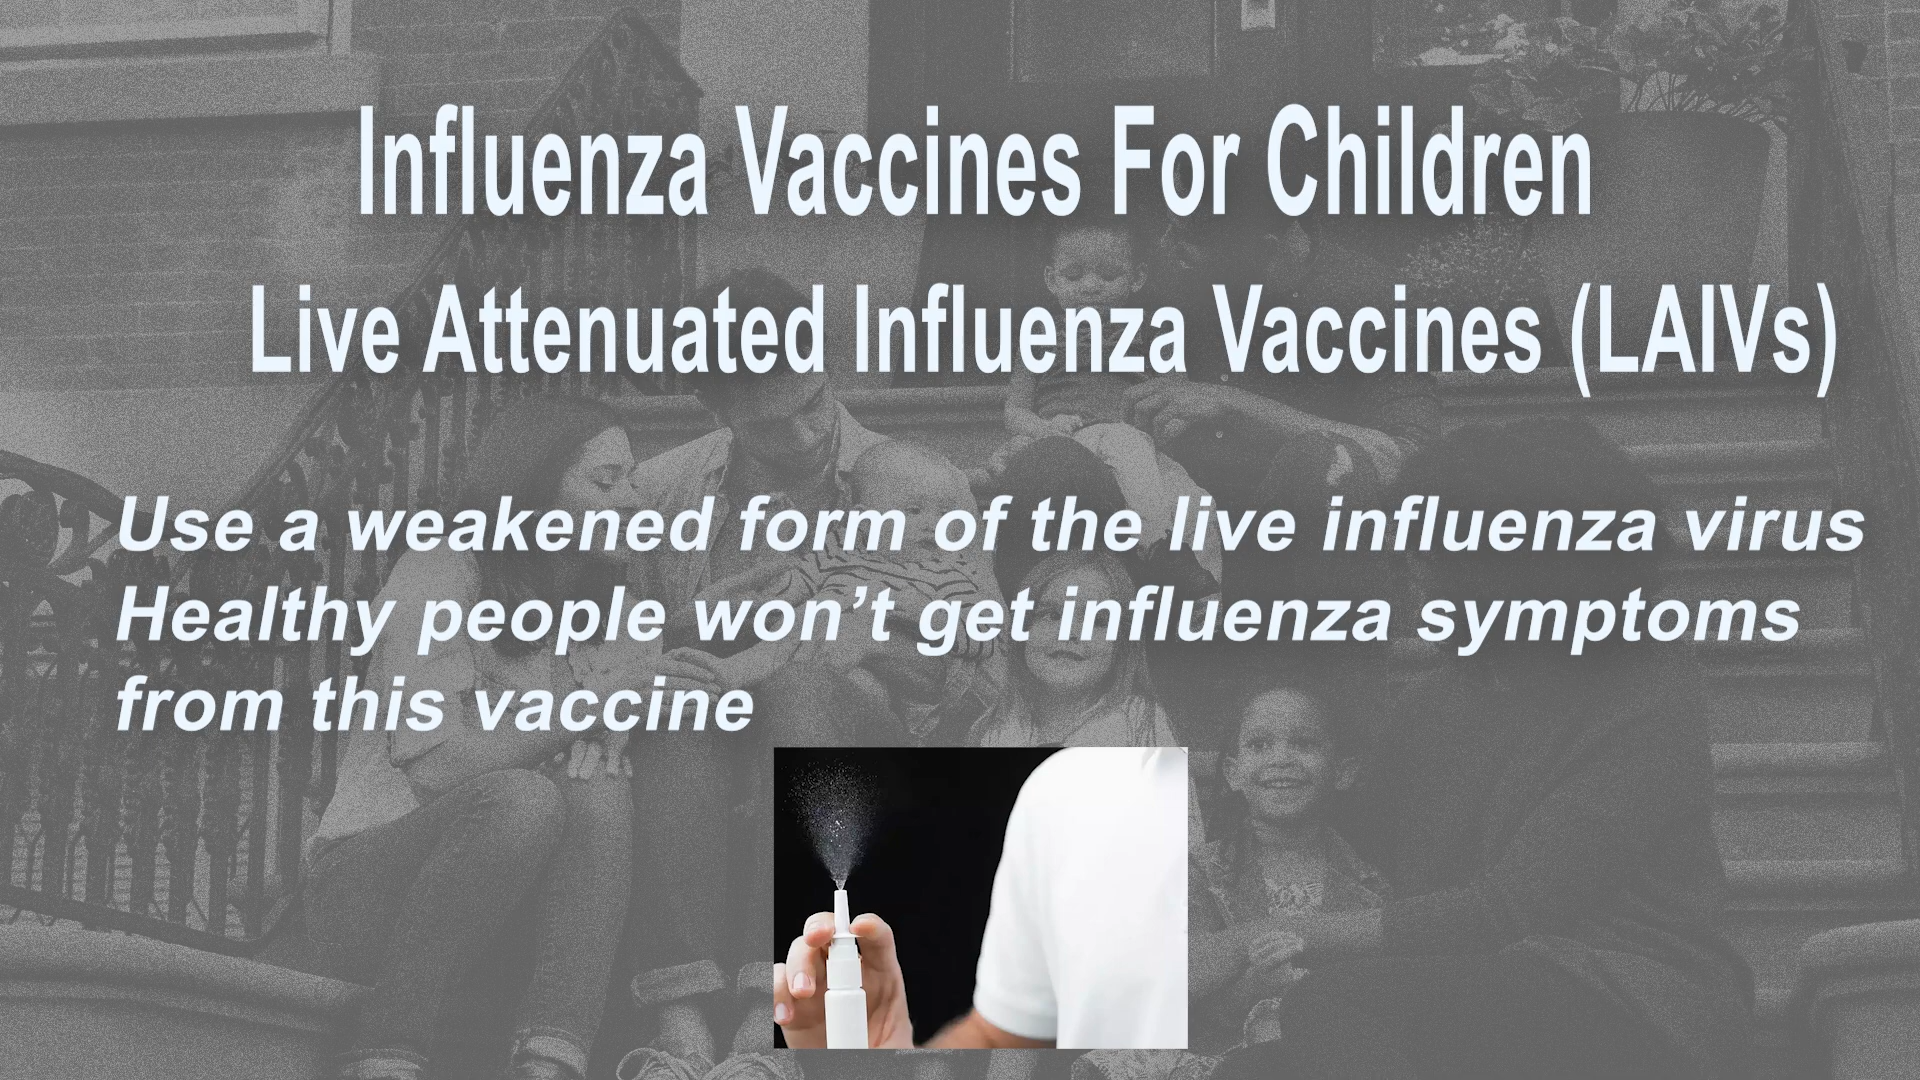 Influenza Vaccines For Children
Live Attenuated Influenza Vaccines (LAIVs)
Use a weakened form of the live influenza virus
Healthy people won’t get influenza symptoms
from this vaccine